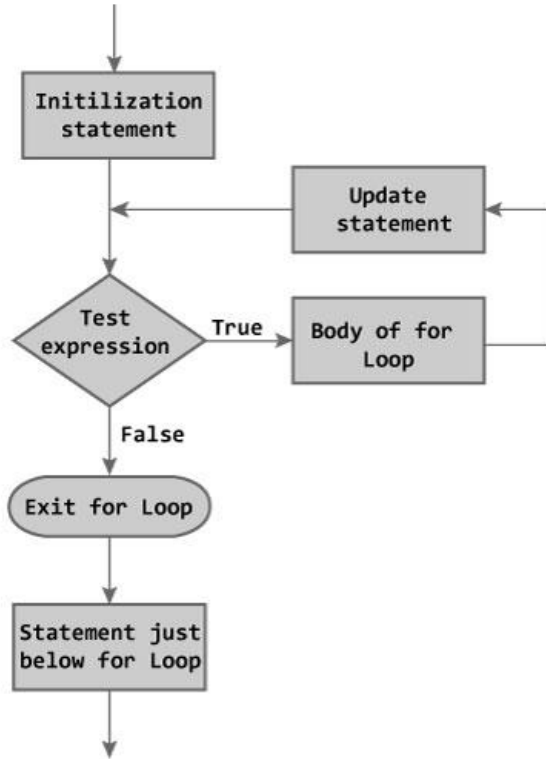 Initilization
statement
Update
statement
Test
expression
True
Body of for
Loop
False
Exit for Loop
Statement just
below for Loop